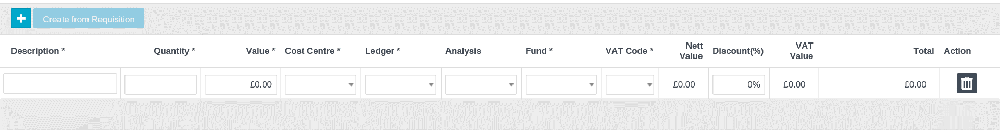 Create from Requisition
Description * Quantity * Value * Cost Centre * Ledger * Analysis Fund * VAT Code * Nett Value Discount(%) VAT Value Total Action
£0.00 £0.00 0% £0.00 £0.00